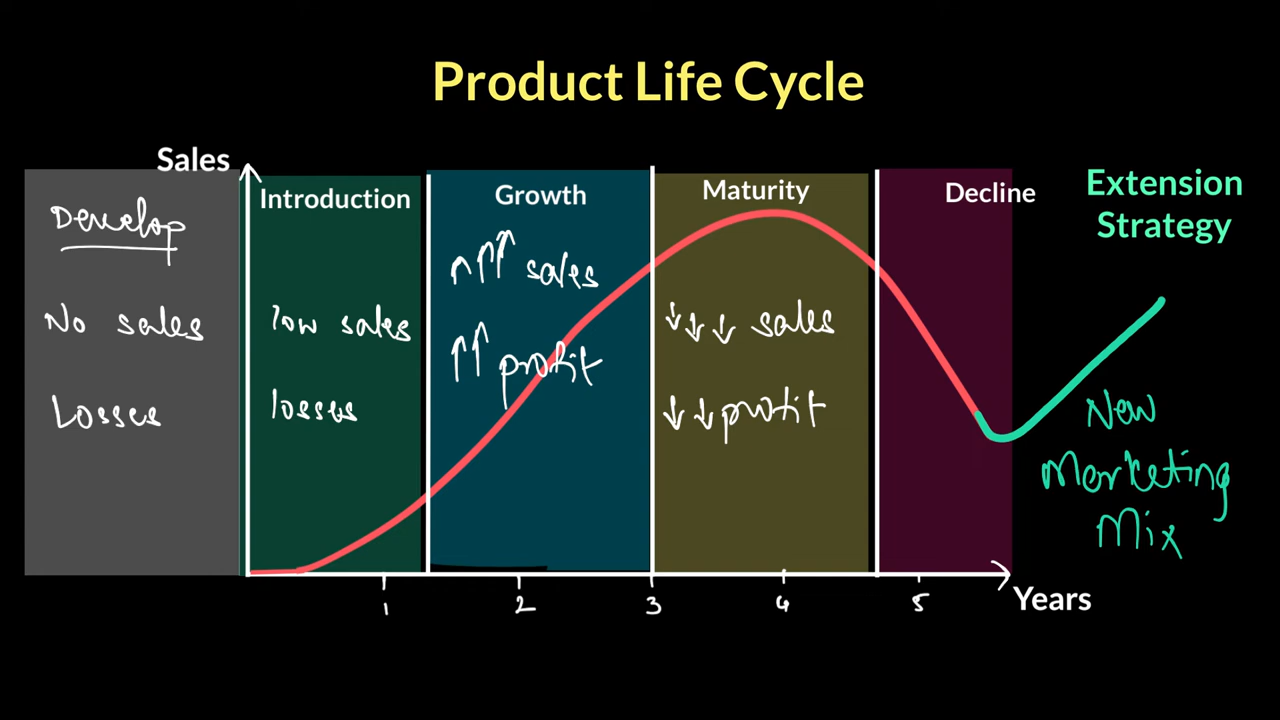 Product Life Cycle
Sales
Develop
No sales
Losses
Introduction
low sales
losses
Growth
↑↑↑ sales
↑↑ profit
Maturity
↓↓↓ sales
↓↓ profit
Decline
Extension
Strategy
New
Marketing
Mix
1 2 3 4 5
Years